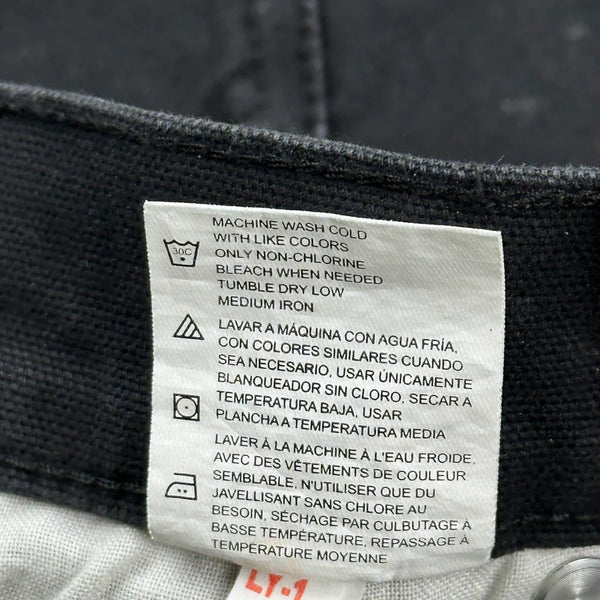 MACHINE WASH COLD
WITH LIKE COLORS
30C
ONLY NON-CHLORINE
BLEACH WHEN NEEDED
TUMBLE DRY LOW
MEDIUM IRON
LAVAR A MÁQUINA CON AGUA FRÍA,
CON COLORES SIMILARES CUANDO
SEA NECESARIO, USAR ÚNICAMENTE
BLANQUEADOR SIN CLORO, SECAR A
TEMPERATURA BAJA, USAR
PLANCHA A TEMPERATURA MEDIA
LAVER À LA MACHINE À L'EAU FROIDE,
AVEC DES VÊTEMENTS DE COULEUR
SEMBLABLE, N'UTILISER QUE DU
JAVELLISANT SANS CHLORE AU
BESOIN, SÉCHAGE PAR CULBUTAGE À
BASSE TEMPÉRATURE, REPASSAGE À
TEMPÉRATURE MOYENNE
LY-1